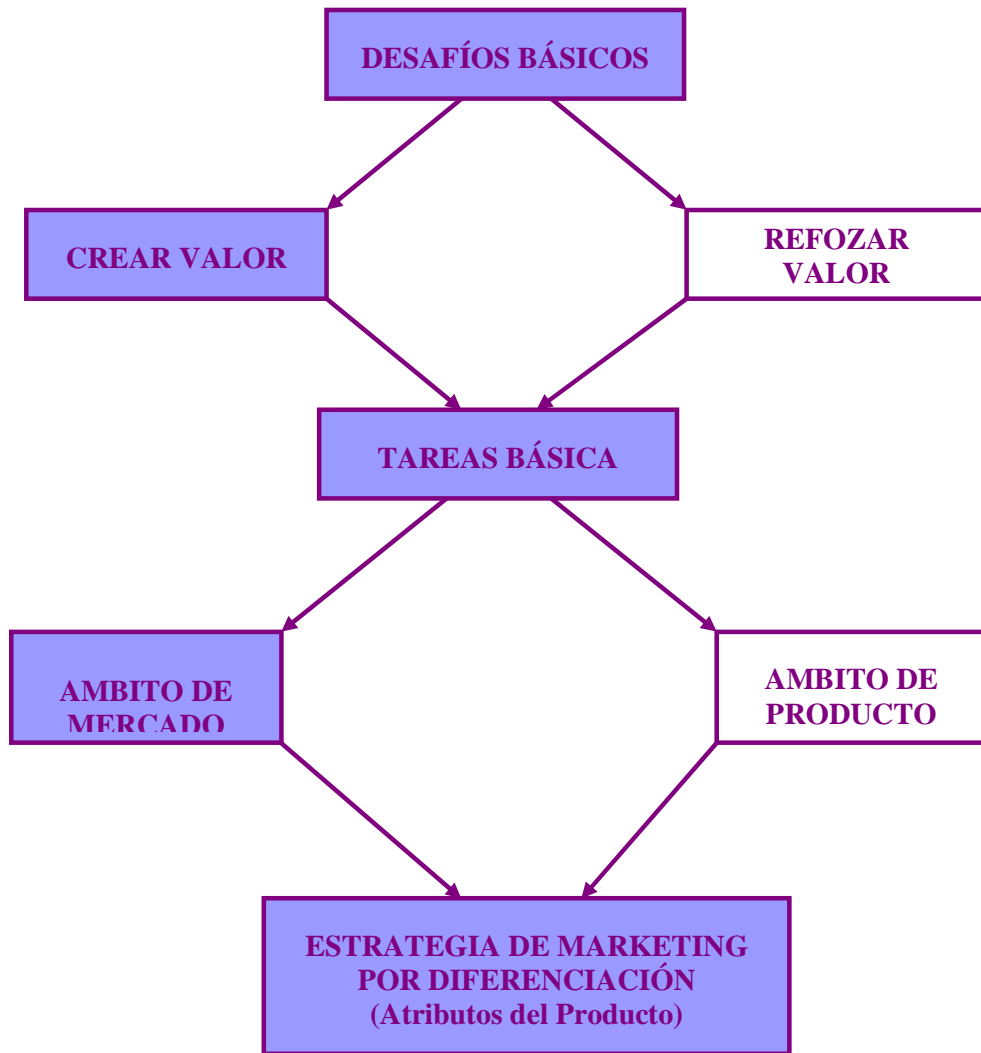 DESAFÍOS BÁSICOS
CREAR VALOR
REFOZAR
VALOR
TAREAS BÁSICA
AMBITO DE
MERCADO
AMBITO DE
PRODUCTO
ESTRATEGIA DE MARKETING
POR DIFERENCIACIÓN
(Atributos del Producto)